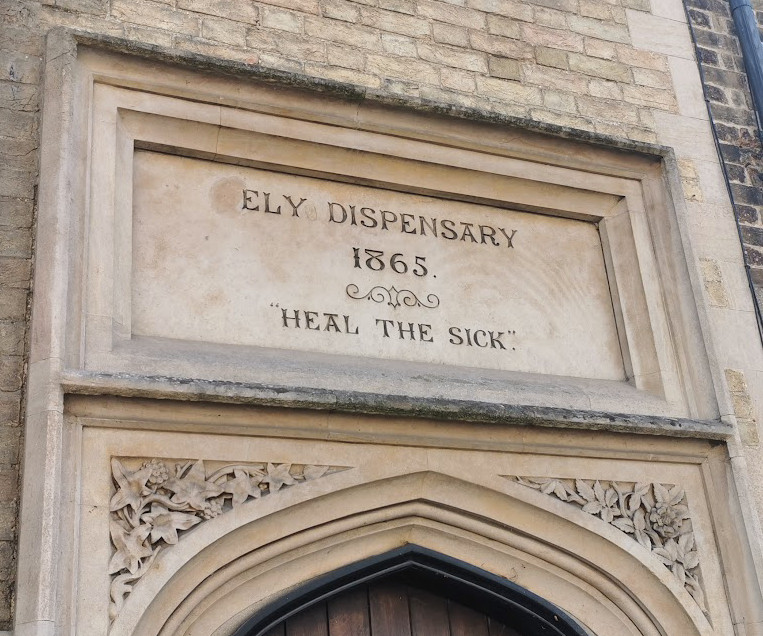 ELY DISPENSARY
1865.
"HEAL THE SICK".